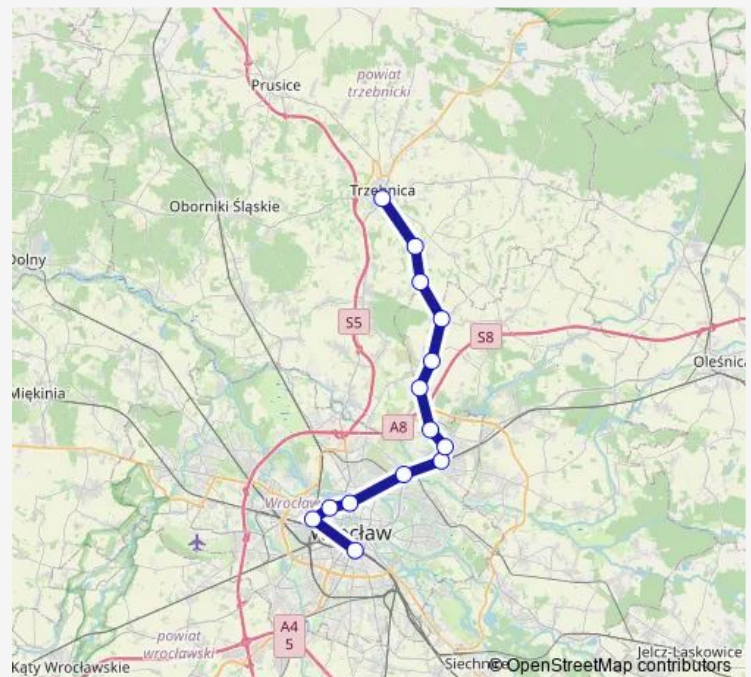 Prusice
powiat
trzebnicki
Trzebnica
Oborniki Śląskie
Dolny
S5
S8
Oleśnica
Miękinia
A8
Wrocław
Wrocław
powiat
wrocławski
A4
5
Kąty Wrocławskie
Siechnice
Jelcz-Laskowice
© OpenStreetMap contributors